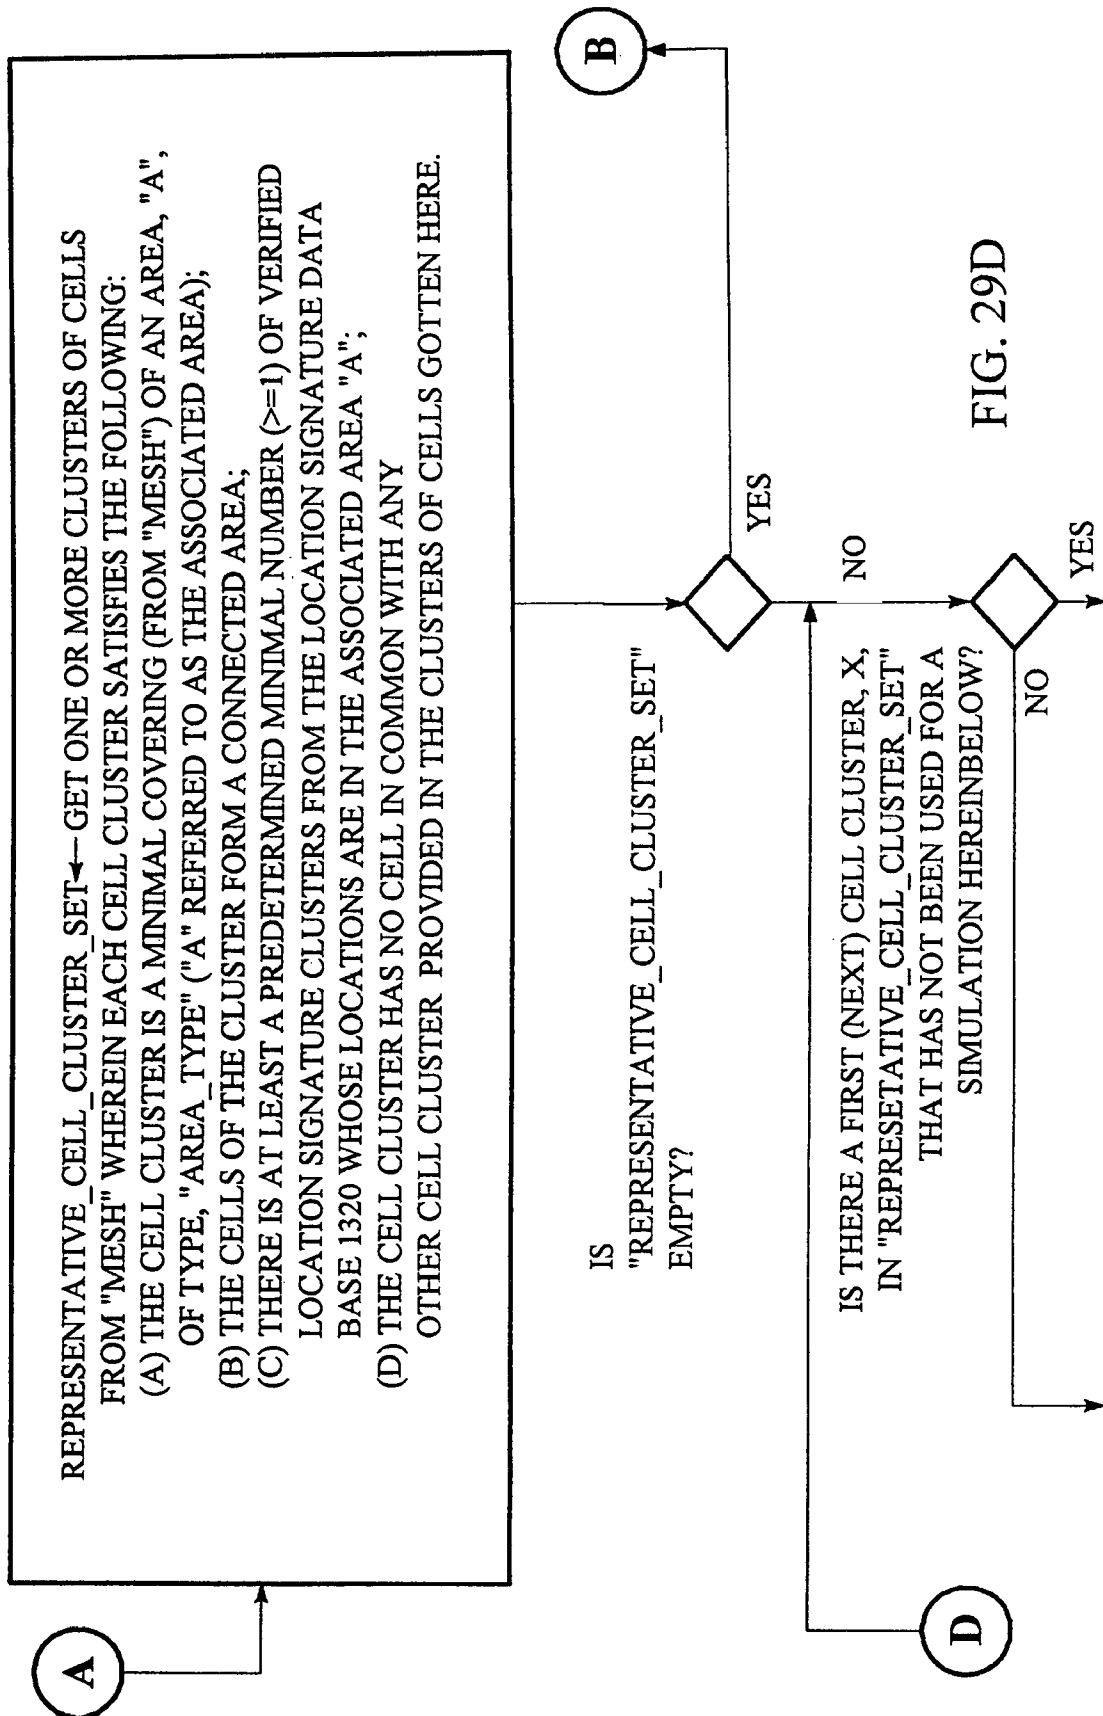 A
REPRESENTATIVE_CELL_CLUSTER_SET←GET ONE OR MORE CLUSTERS OF CELLS
FROM "MESH" WHEREIN EACH CELL CLUSTER SATISFIES THE FOLLOWING:
(A) THE CELL CLUSTER IS A MINIMAL COVERING (FROM "MESH") OF AN AREA, "A",
OF TYPE, "AREA_TYPE" ("A" REFERRED TO AS THE ASSOCIATED AREA);
(B) THE CELLS OF THE CLUSTER FORM A CONNECTED AREA;
(C) THERE IS AT LEAST A PREDETERMINED MINIMAL NUMBER (>=1) OF VERIFIED
LOCATION SIGNATURE CLUSTERS FROM THE LOCATION SIGNATURE DATA
BASE 1320 WHOSE LOCATIONS ARE IN THE ASSOCIATED AREA "A";
(D) THE CELL CLUSTER HAS NO CELL IN COMMON WITH ANY
OTHER CELL CLUSTER PROVIDED IN THE CLUSTERS OF CELLS GOTTEN HERE.
IS
"REPRESENTATIVE_CELL_CLUSTER_SET"
EMPTY?
YES
B
NO
D
IS THERE A FIRST (NEXT) CELL CLUSTER, X,
IN "REPRESETATIVE_CELL_CLUSTER_SET"
THAT HAS NOT BEEN USED FOR A
SIMULATION HEREINBELOW?
NO
YES
FIG. 29D